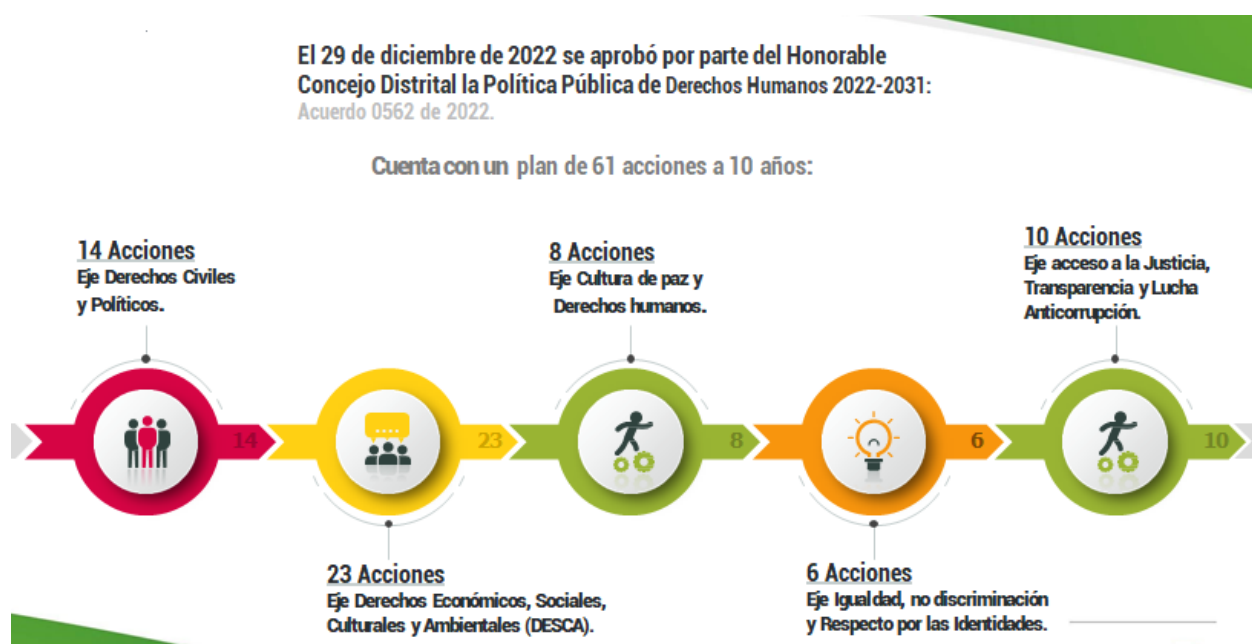 El 29 de diciembre de 2022 se aprobó por parte del Honorable
Concejo Distrital la Política Pública de Derechos Humanos 2022-2031:
Acuerdo 0562 de 2022.
Cuenta con un plan de 61 acciones a 10 años:
14 Acciones
Eje Derechos Civiles
y Políticos.
8 Acciones
Eje Cultura de paz y
Derechos humanos.
10 Acciones
Eje acceso a la Justicia,
Transparencia y Lucha
Anticorrupción.
14
23
8
6
10
23 Acciones
Eje Derechos Económicos, Sociales,
Culturales y Ambientales (DESCA).
6 Acciones
Eje Igualdad, no discriminación
y Respecto por las Identidades.